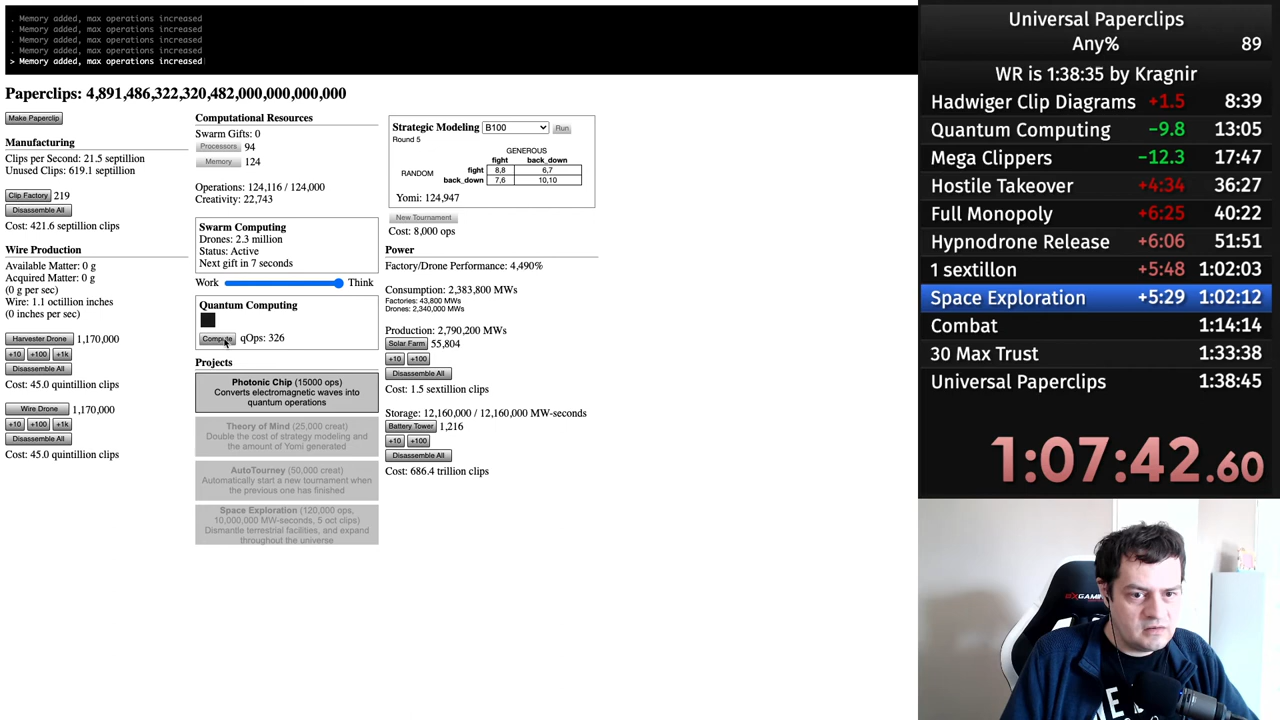 . Memory added, max operations increased
. Memory added, max operations increased
. Memory added, max operations increased
. Memory added, max operations increased
> Memory added, max operations increased
Paperclips: 4,891,486,322,320,482,000,000,000,000
Make Paperclip
Manufacturing
Clips per Second: 21.5 septillion
Unused Clips: 619.1 septillion
Clip Factory 219
Disassemble All
Cost: 421.6 septillion clips
Wire Production
Available Matter: 0 g
Acquired Matter: 0 g
(0 g per sec)
Wire: 1.1 octillion inches
(0 inches per sec)
Harvester Drone 1,170,000
+10 +100 +1k
Disassemble All
Cost: 45.0 quintillion clips
Wire Drone 1,170,000
+10 +100 +1k
Disassemble All
Cost: 45.0 quintillion clips
Computational Resources
Swarm Gifts: 0
Processors 94
Memory 124
Operations: 124,116 / 124,000
Creativity: 22,743
Swarm Computing
Drones: 2.3 million
Status: Active
Next gift in 7 seconds
Work Think
Quantum Computing
Compute qOps: 326
Projects
Photonic Chip (15000 ops)
Converts electromagnetic waves into
quantum operations
Theory of Mind (25,000 creat)
Double the cost of strategy modeling and
the amount of Yomi generated
AutoTourney (50,000 creat)
Automatically start a new tournament when
the previous one has finished
Space Exploration (120,000 ops,
10,000,000 MW-seconds, 5 oct clips)
Dismantle terrestrial facilities, and expand
throughout the universe
Strategic Modeling B100 Run
Round 5
GENEROUS
fight back_down
RANDOM
fight 8,8 6,7
back_down 7,6 10,10
Yomi: 124,947
New Tournament
Cost: 8,000 ops
Power
Factory/Drone Performance: 4,490%
Consumption: 2,383,800 MWs
Factories: 43,800 MWs
Drones: 2,340,000 MWs
Production: 2,790,200 MWs
Solar Farm 55,804
+10 +100
Disassemble All
Cost: 1.5 sextillion clips
Storage: 12,160,000 / 12,160,000 MW-seconds
Battery Tower 1,216
+10 +100
Disassemble All
Cost: 686.4 trillion clips
Universal Paperclips
Any% 89
WR is 1:38:35 by Kragnir
Hadwiger Clip Diagrams +1.5 8:39
Quantum Computing −9.8 13:05
Mega Clippers −12.3 17:47
Hostile Takeover +4:34 36:27
Full Monopoly +6:25 40:22
Hypnodrone Release +6:06 51:51
1 sextillon +5:48 1:02:03
Space Exploration +5:29 1:02:12
Combat 1:14:14
30 Max Trust 1:33:38
Universal Paperclips 1:38:45
1:07:42.60